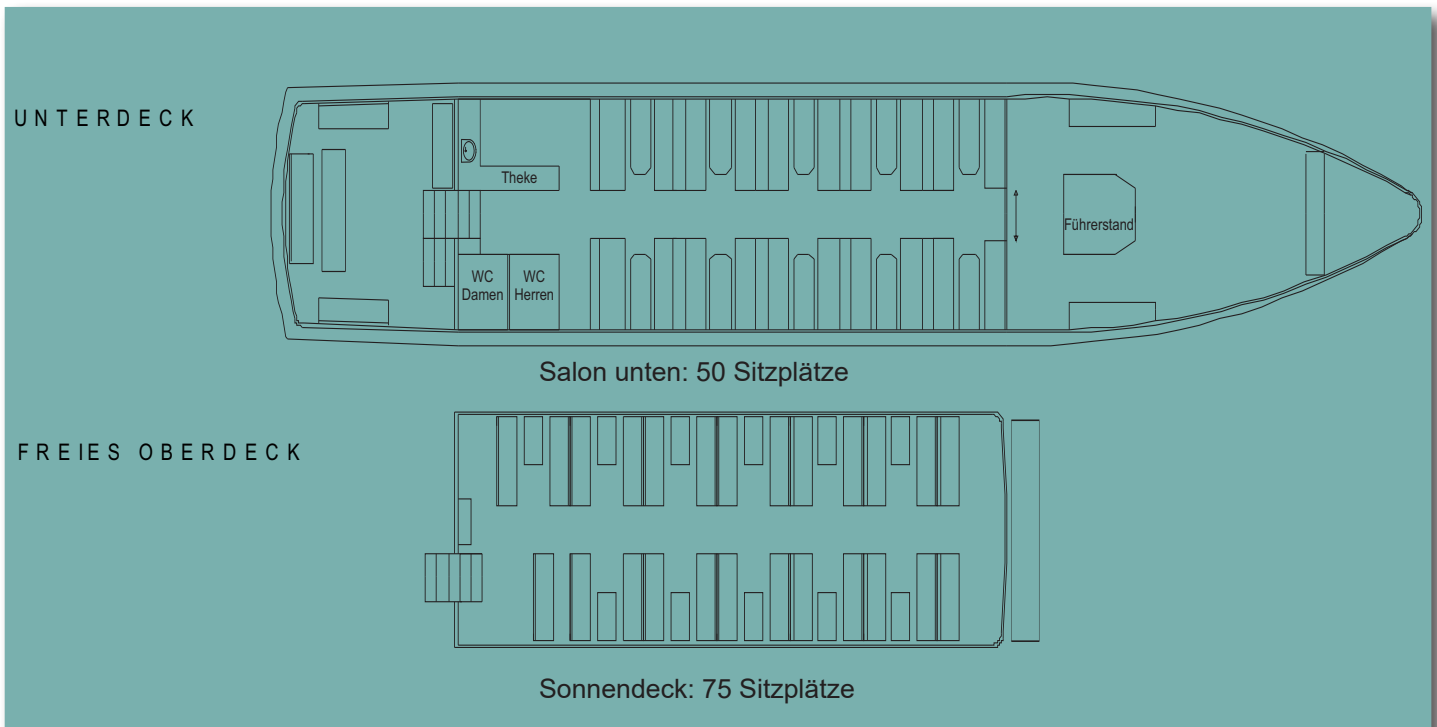 UNTERDECK
Theke
Führerstand
WC
Damen
WC
Herren
Salon unten: 50 Sitzplätze
FREIES OBERDECK
Sonnendeck: 75 Sitzplätze